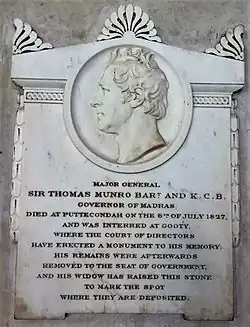 MAJOR GENERAL
SIR THOMAS MUNRO BART. AND K.C.B.
GOVERNOR OF MADRAS.
DIED AT PUTTECONDAH ON THE 6TH OF JULY 1827,
AND WAS INTERRED AT GOOTY,
WHERE THE COURT OF DIRECTORS
HAVE ERECTED A MONUMENT TO HIS MEMORY:
HIS REMAINS WERE AFTERWARDS
REMOVED TO THE SEAT OF GOVERNMENT,
AND HIS WIDOW HAS RAISED THIS STONE
TO MARK THE SPOT
WHERE THEY ARE DEPOSITED.